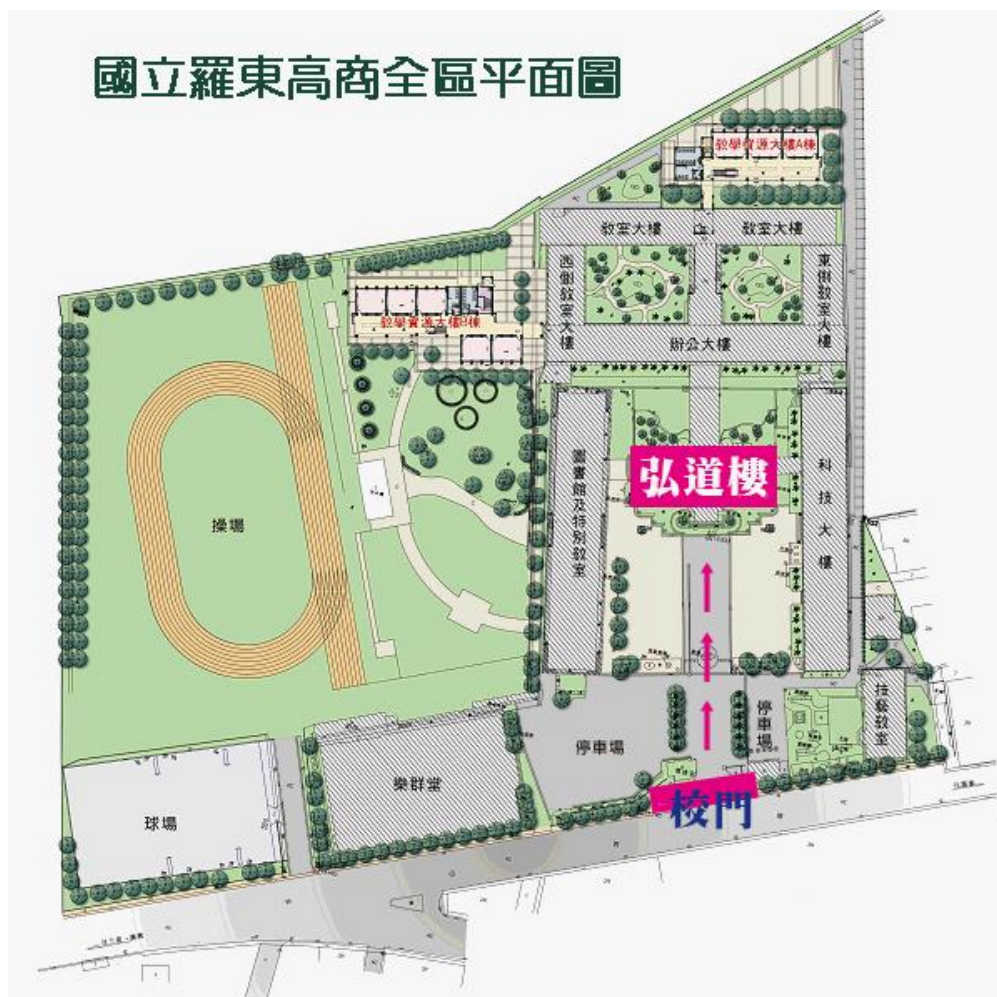 國立羅東高商全區平面圖
教學資源大樓A棟
教室大樓
教室大樓
西側教室大樓
東側教室大樓
教學資源大樓B棟
辦公大樓
弘道樓
圖書館及特別教室
科技大樓
操場
技藝教室
停車場
停車場
樂群堂
校門
球場